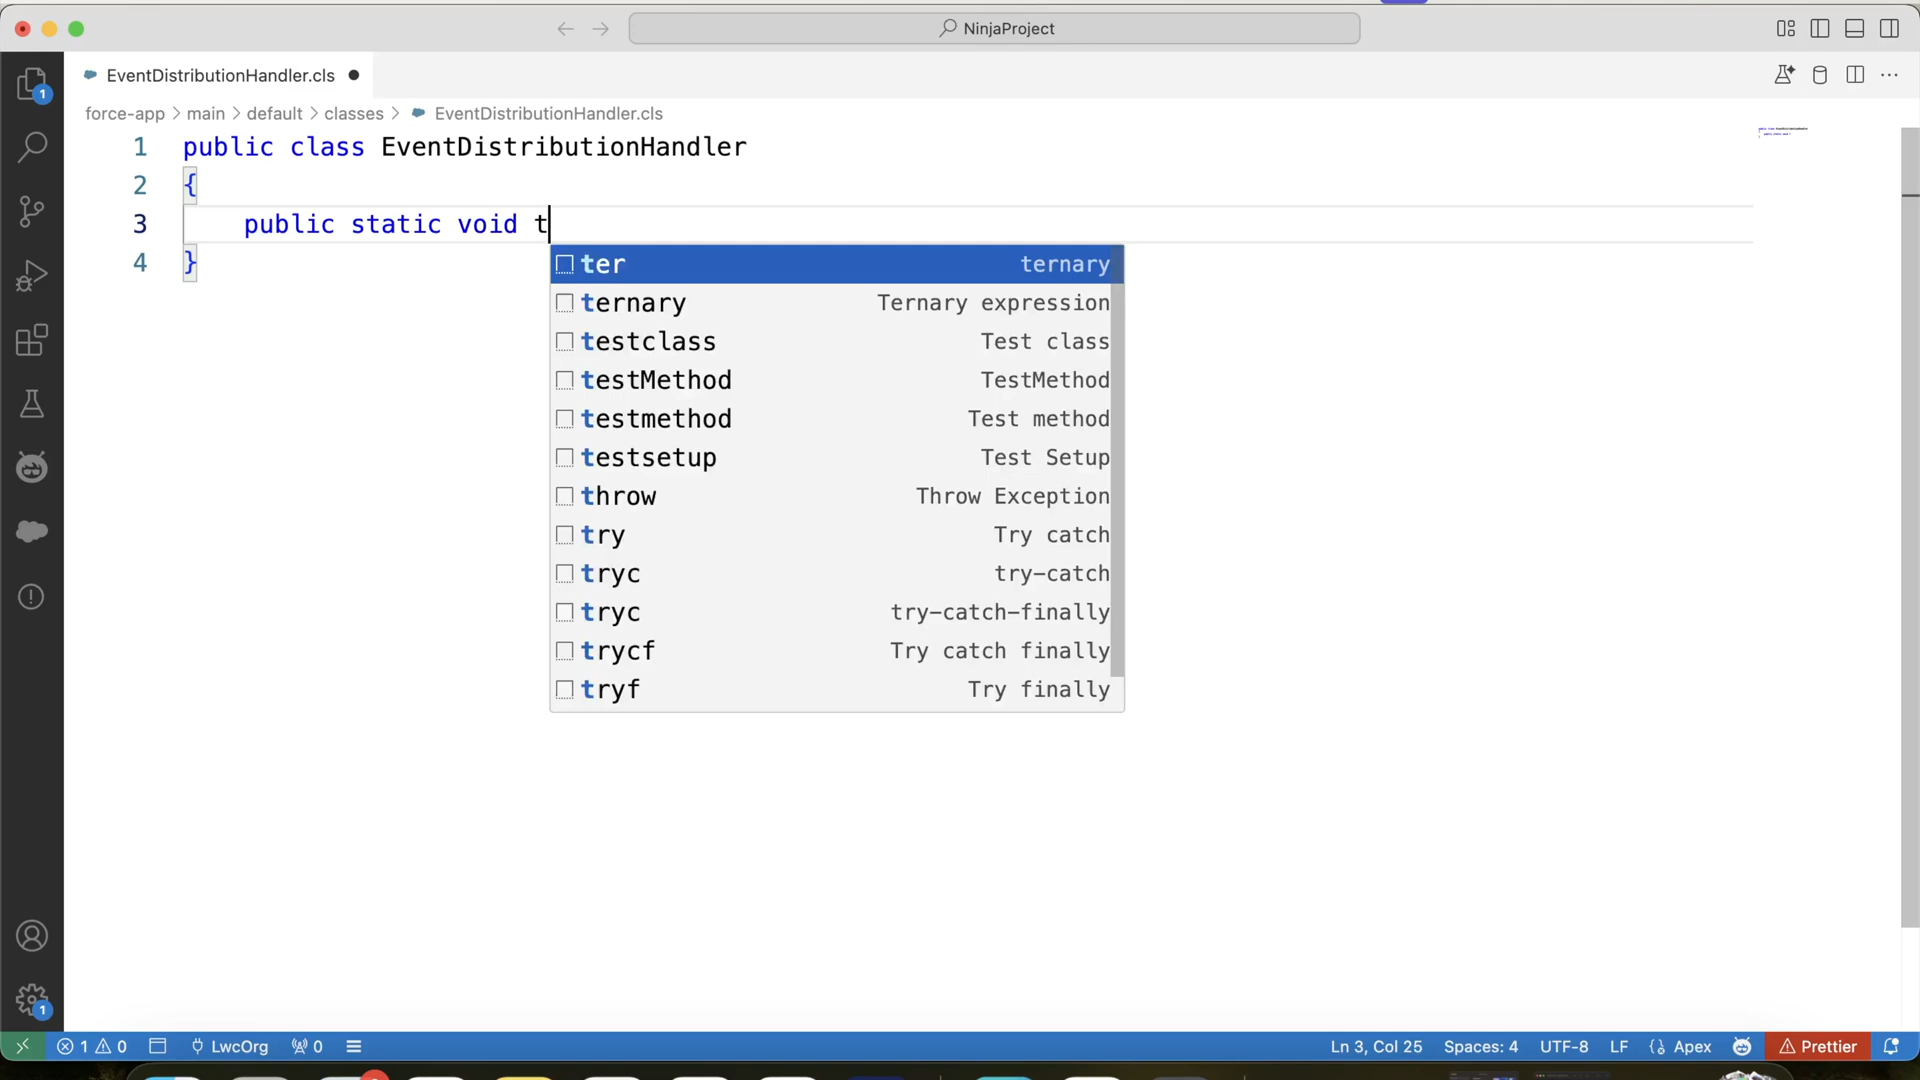 NinjaProject
EventDistributionHandler.cls
force-app > main > default > classes > EventDistributionHandler.cls
1 public class EventDistributionHandler
2 {
3 public static void t
4 }
ter ternary
ternary Ternary expression
testclass Test class
testMethod TestMethod
testmethod Test method
testsetup Test Setup
throw Throw Exception
try Try catch
tryc try-catch
tryc try-catch-finally
trycf Try catch finally
tryf Try finally
1
1
1 0 LwcOrg 0 Ln 3, Col 25 Spaces: 4 UTF-8 LF Apex Prettier